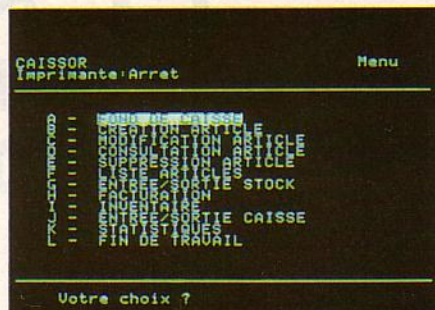 CAISSOR Menu
Imprimante:Arret
A - FOND DE CAISSE
B - CREATION ARTICLE
C - MODIFICATION ARTICLE
D - CONSULTATION ARTICLE
E - SUPPRESSION ARTICLE
F - LISTE ARTICLES
G - ENTREE/SORTIE STOCK
H - FACTURATION
I - INVENTAIRE
J - ENTREE/SORTIE CAISSE
K - STATISTIQUES
L - FIN DE TRAVAIL
Votre choix ?